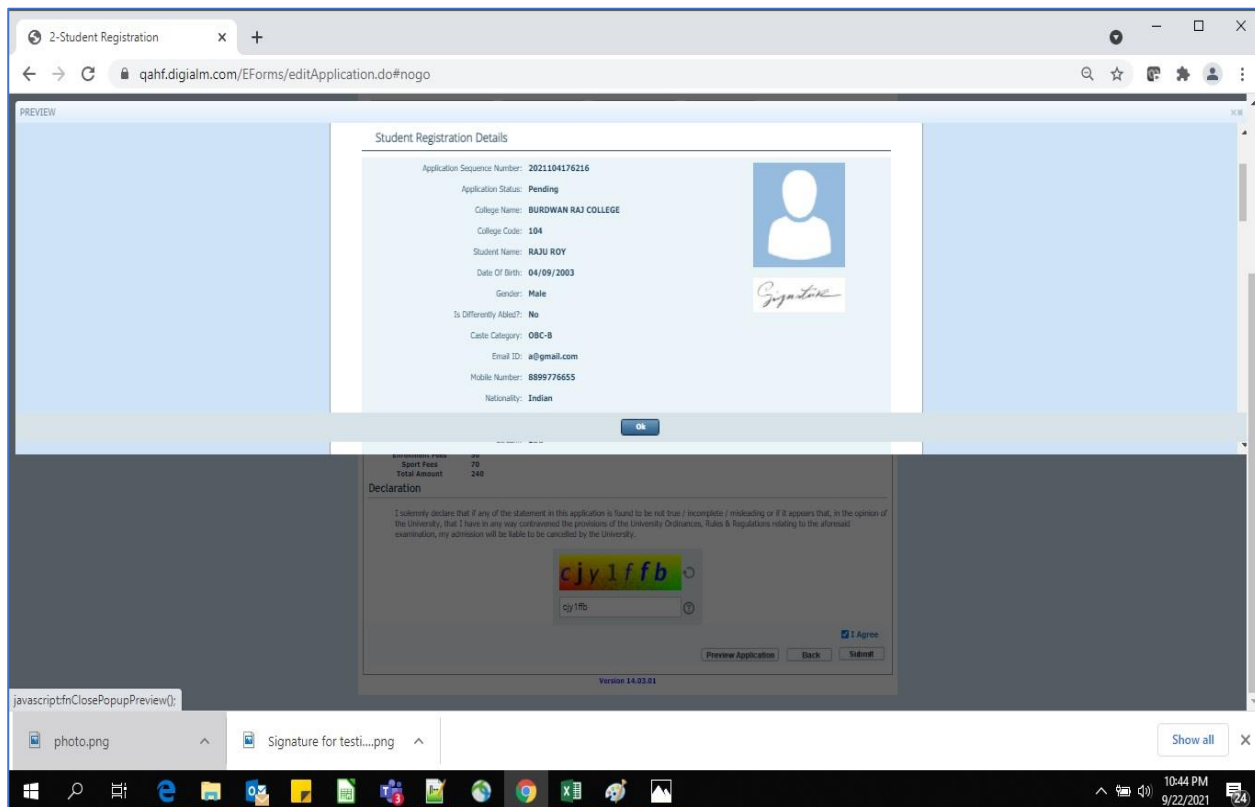 2-Student Registration
qahf.digialm.com/EForms/editApplication.do#nogo
PREVIEW
Student Registration Details
Application Sequence Number: 2021104176216
Application Status: Pending
College Name: BURDWAN RAJ COLLEGE
College Code: 104
Student Name: RAJU ROY
Date Of Birth: 04/09/2003
Gender: Male
Signature
Is Differently Abled?: No
Caste Category: OBC-B
Email ID: a@gmail.com
Mobile Number: 8899776655
Nationality: Indian
Ok
Sport Fees 70
Total Amount 240
Declaration
I solemnly declare that if any of the statement in this application is found to be not true / incomplete / misleading or if it appears that, in the opinion of
the University, that I have in any way contravened the provisions of the University Ordinances, Rules & Regulations relating to the aforesaid
examination, my admission will be liable to be cancelled by the University.
cjy1ffb
cjy1ffb
I Agree
Preview Application Back Submit
Version 14.03.01
javascript:fnClosePopupPreview();
photo.png
Signature for testi....png
Show all
10:44 PM
9/22/2021
24